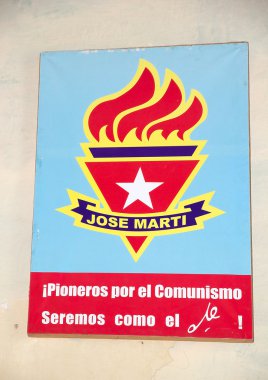 JOSE MARTI
¡Pioneros por el Comunismo
Seremos como el che !